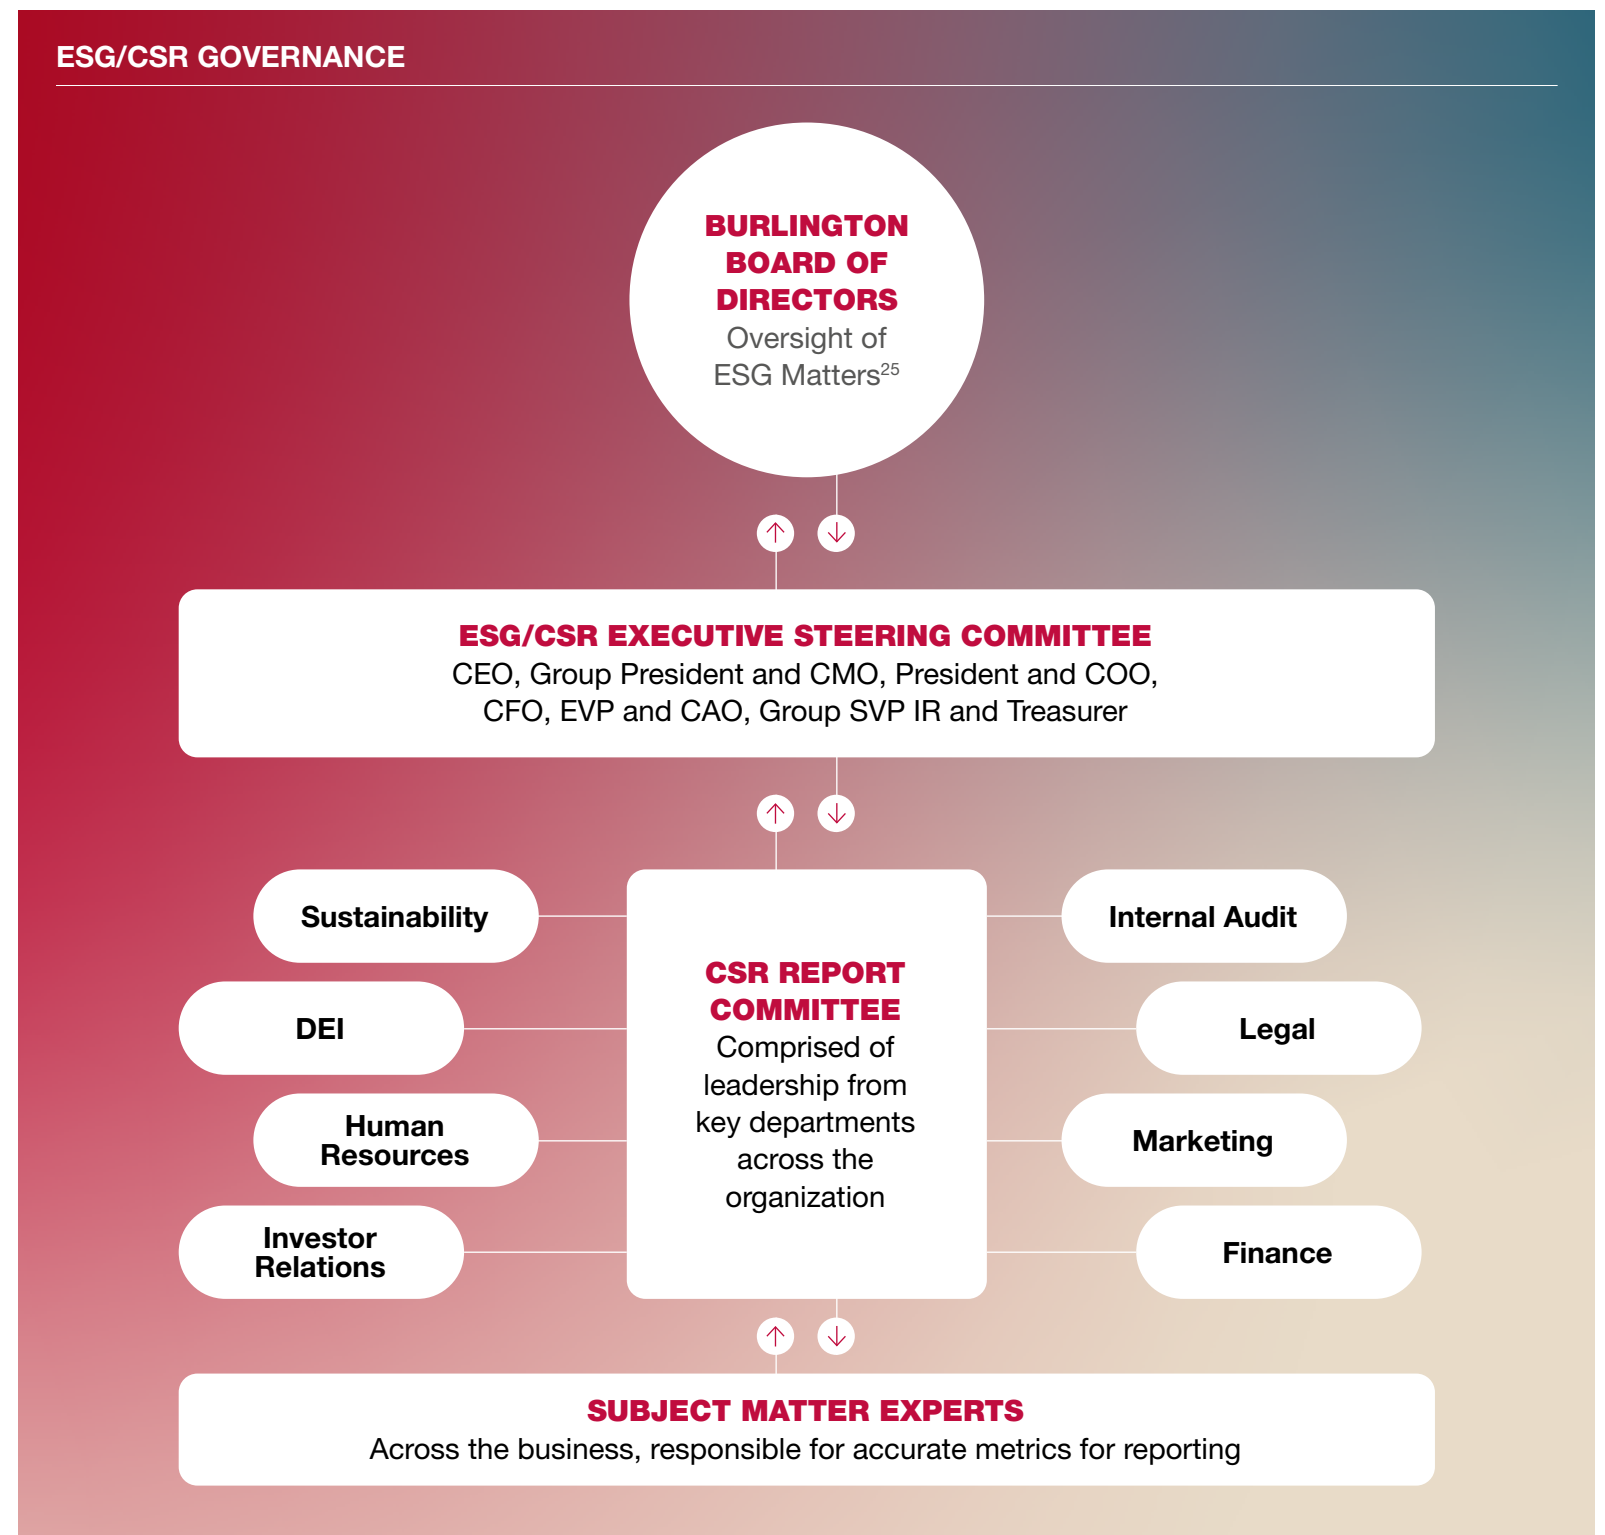 ESG/CSR GOVERNANCE
BURLINGTON
BOARD OF
DIRECTORS
Oversight of
ESG Matters25
ESG/CSR EXECUTIVE STEERING COMMITTEE
CEO, Group President and CMO, President and COO,
CFO, EVP and CAO, Group SVP IR and Treasurer
Sustainability
DEI
Human
Resources
Investor
Relations
CSR REPORT
COMMITTEE
Comprised of
leadership from
key departments
across the
organization
Internal Audit
Legal
Marketing
Finance
SUBJECT MATTER EXPERTS
Across the business, responsible for accurate metrics for reporting